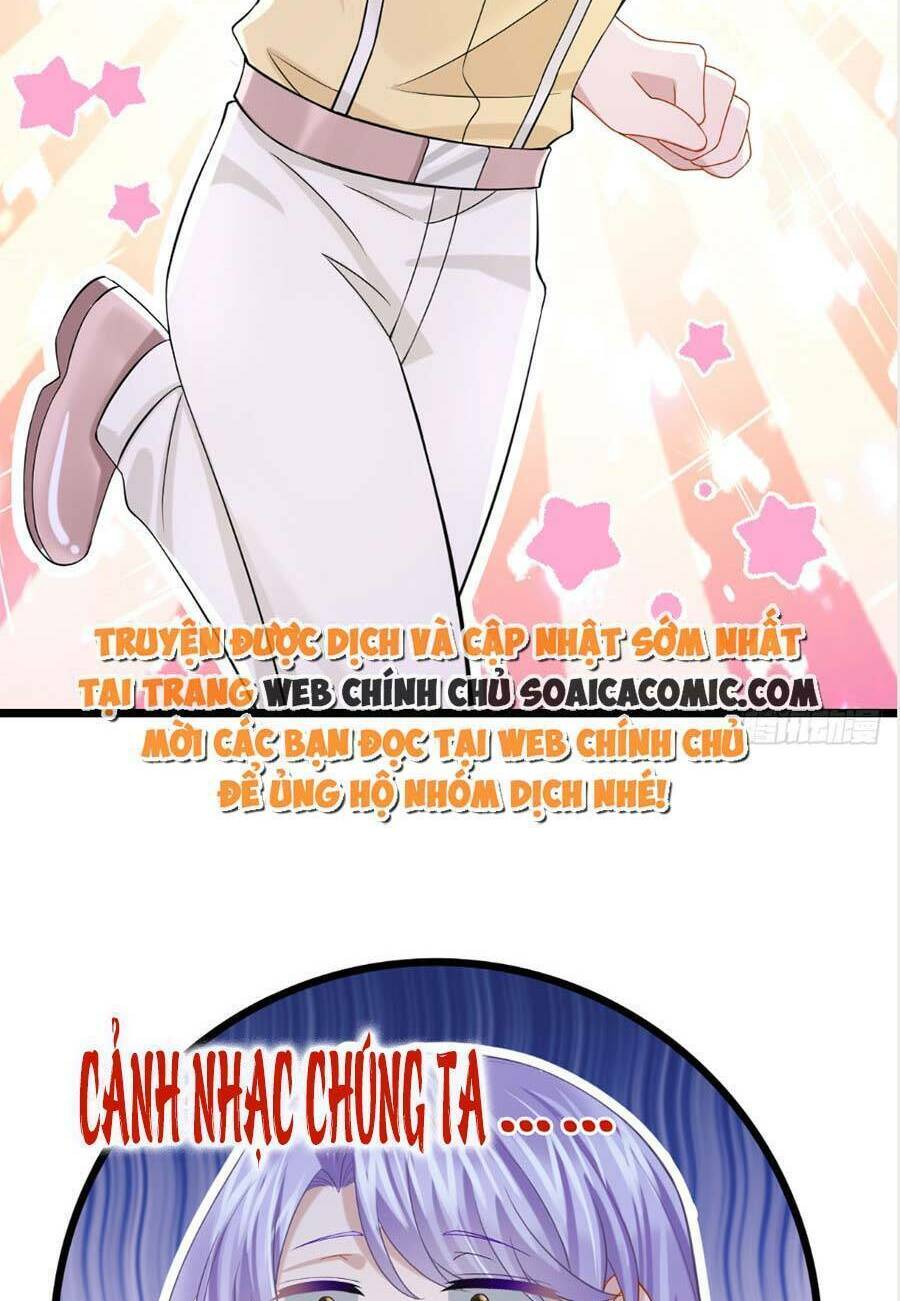 TRUYỆN ĐƯỢC DỊCH VÀ CẬP NHẬT SỚM NHẤT
TẠI TRANG WEB CHÍNH CHỦ SOAICACOMIC.COM
MỜI CÁC BẠN ĐỌC TẠI WEB CHÍNH CHỦ
ĐỂ ỦNG HỘ NHÓM DỊCH NHÉ!
CẢNH NHẠC CHÚNG TA ... ...